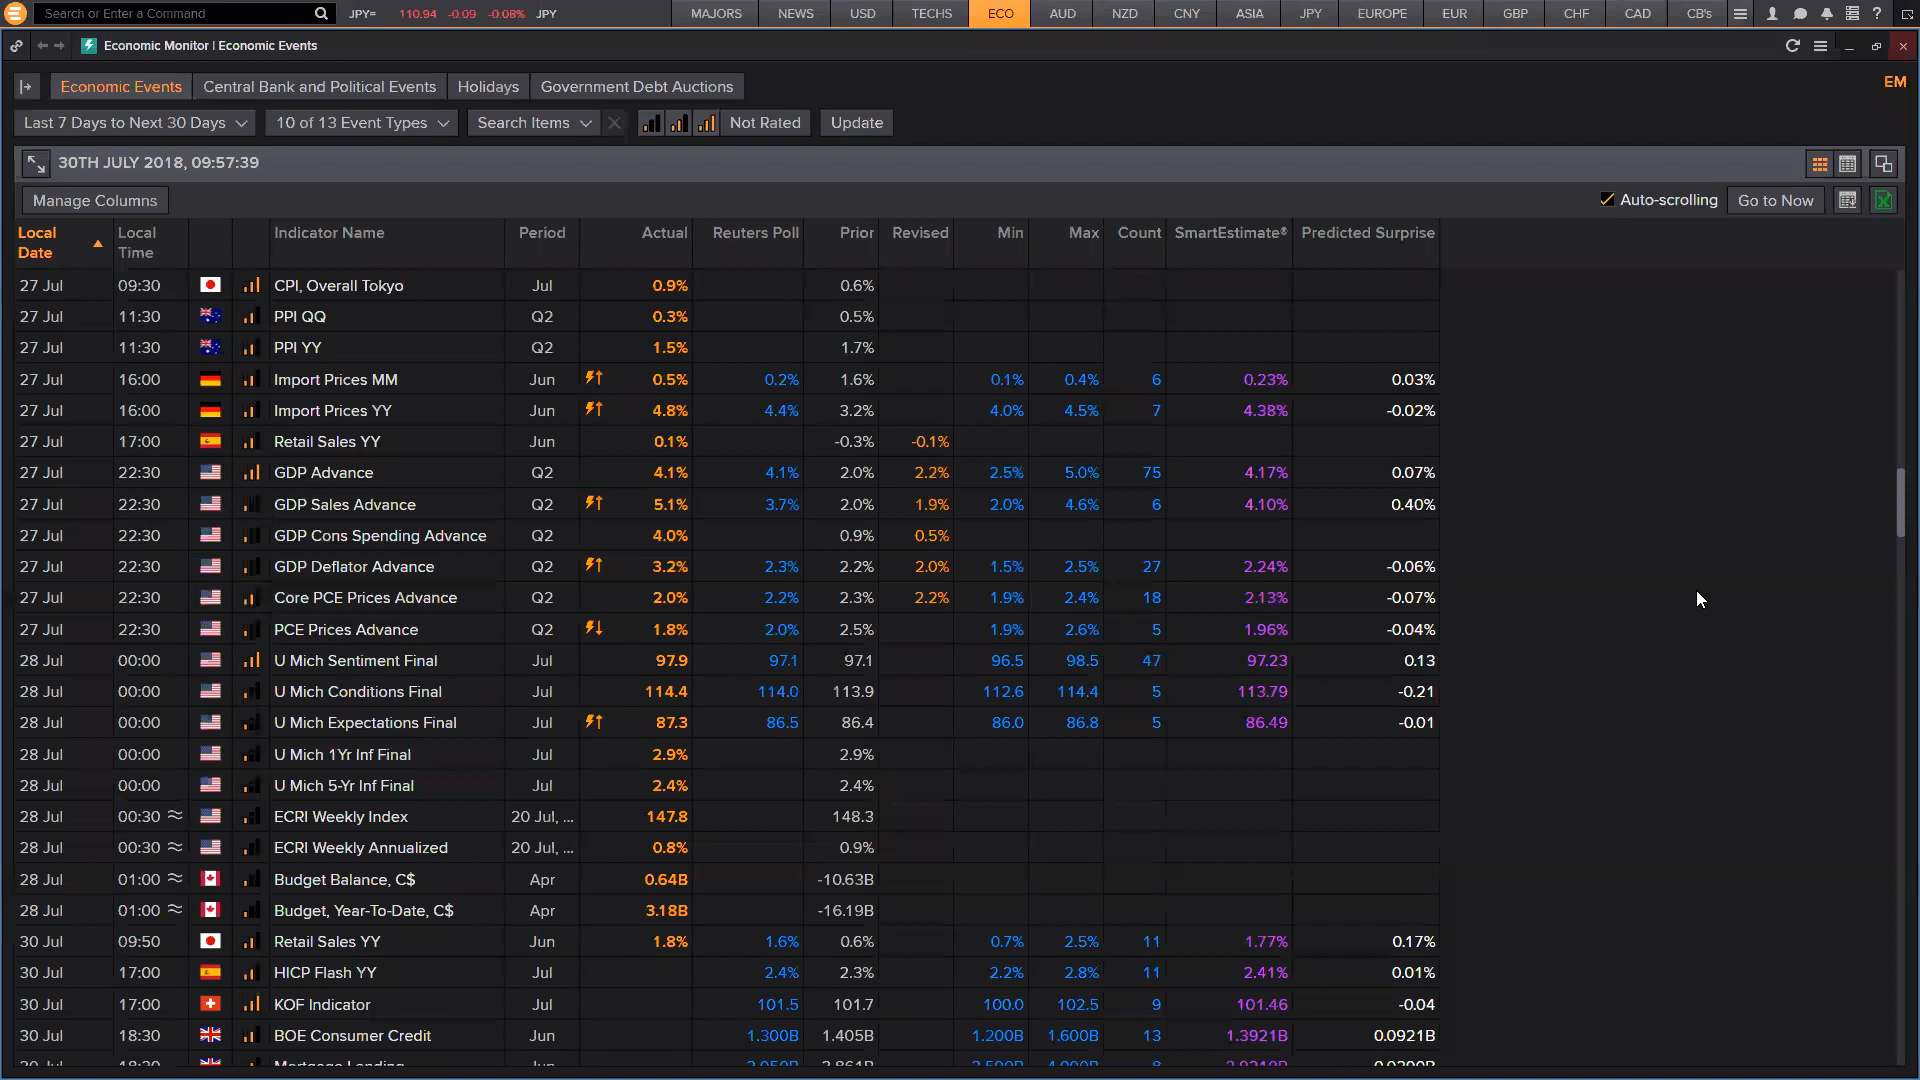 Search or Enter a Command JPY= 110.94 -0.09 -0.08% JPY MAJORS NEWS USD TECHS ECO AUD NZD CNY ASIA JPY EUROPE EUR GBP CHF CAD CB's ?
Economic Monitor | Economic Events
Economic Events Central Bank and Political Events Holidays Government Debt Auctions EM
Last 7 Days to Next 30 Days 10 of 13 Event Types Search Items Not Rated Update
30TH JULY 2018, 09:57:39
Manage Columns Auto-scrolling Go to Now
Local Date Local Time Indicator Name Period Actual Reuters Poll Prior Revised Min Max Count SmartEstimate® Predicted Surprise
27 Jul 09:30 CPI, Overall Tokyo Jul 0.9% 0.6%
27 Jul 11:30 PPI QQ Q2 0.3% 0.5%
27 Jul 11:30 PPI YY Q2 1.5% 1.7%
27 Jul 16:00 Import Prices MM Jun 0.5% 0.2% 1.6% 0.1% 0.4% 6 0.23% 0.03%
27 Jul 16:00 Import Prices YY Jun 4.8% 4.4% 3.2% 4.0% 4.5% 7 4.38% -0.02%
27 Jul 17:00 Retail Sales YY Jun 0.1% -0.3% -0.1%
27 Jul 22:30 GDP Advance Q2 4.1% 4.1% 2.0% 2.2% 2.5% 5.0% 75 4.17% 0.07%
27 Jul 22:30 GDP Sales Advance Q2 5.1% 3.7% 2.0% 1.9% 2.0% 4.6% 6 4.10% 0.40%
27 Jul 22:30 GDP Cons Spending Advance Q2 4.0% 0.9% 0.5%
27 Jul 22:30 GDP Deflator Advance Q2 3.2% 2.3% 2.2% 2.0% 1.5% 2.5% 27 2.24% -0.06%
27 Jul 22:30 Core PCE Prices Advance Q2 2.0% 2.2% 2.3% 2.2% 1.9% 2.4% 18 2.13% -0.07%
27 Jul 22:30 PCE Prices Advance Q2 1.8% 2.0% 2.5% 1.9% 2.6% 5 1.96% -0.04%
28 Jul 00:00 U Mich Sentiment Final Jul 97.9 97.1 97.1 96.5 98.5 47 97.23 0.13
28 Jul 00:00 U Mich Conditions Final Jul 114.4 114.0 113.9 112.6 114.4 5 113.79 -0.21
28 Jul 00:00 U Mich Expectations Final Jul 87.3 86.5 86.4 86.0 86.8 5 86.49 -0.01
28 Jul 00:00 U Mich 1Yr Inf Final Jul 2.9% 2.9%
28 Jul 00:00 U Mich 5-Yr Inf Final Jul 2.4% 2.4%
28 Jul 00:30 ≈ ECRI Weekly Index 20 Jul, ... 147.8 148.3
28 Jul 00:30 ≈ ECRI Weekly Annualized 20 Jul, ... 0.8% 0.9%
28 Jul 01:00 ≈ Budget Balance, C$ Apr 0.64B -10.63B
28 Jul 01:00 ≈ Budget, Year-To-Date, C$ Apr 3.18B -16.19B
30 Jul 09:50 Retail Sales YY Jun 1.8% 1.6% 0.6% 0.7% 2.5% 11 1.77% 0.17%
30 Jul 17:00 HICP Flash YY Jul 2.4% 2.3% 2.2% 2.8% 11 2.41% 0.01%
30 Jul 17:00 KOF Indicator Jul 101.5 101.7 100.0 102.5 9 101.46 -0.04
30 Jul 18:30 BOE Consumer Credit Jun 1.300B 1.405B 1.200B 1.600B 13 1.3921B 0.0921B
30 Jul 18:30 Mortgage Lending Jun